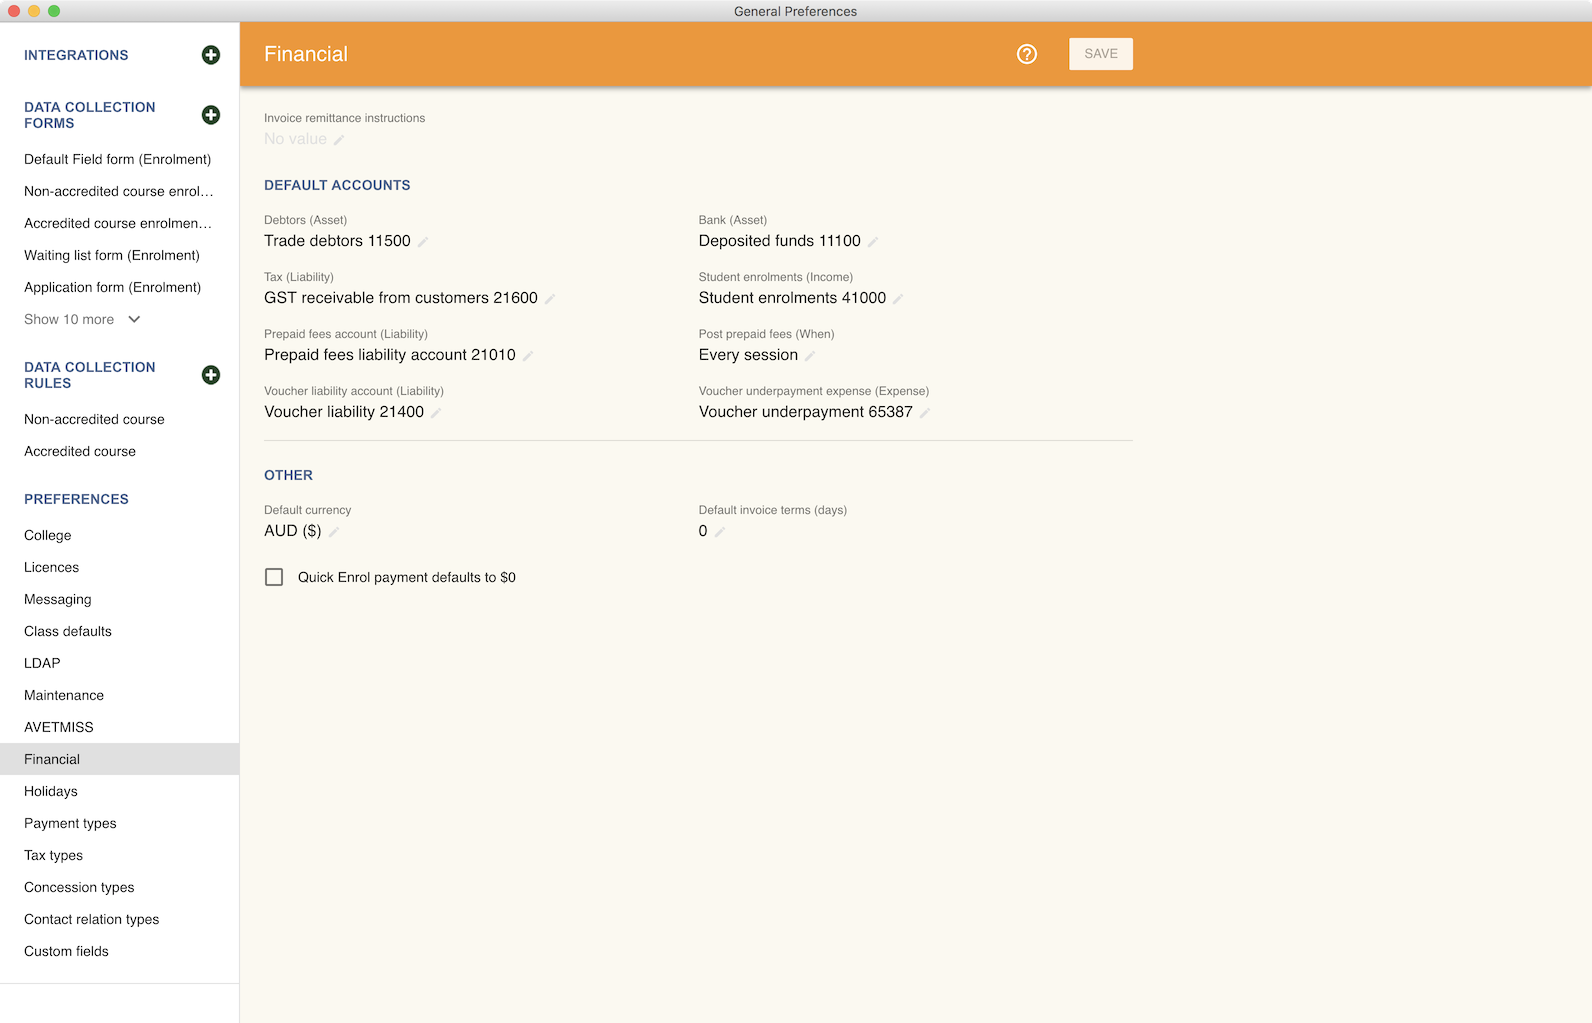 General Preferences
INTEGRATIONS
DATA COLLECTION
FORMS
Default Field form (Enrolment)
Non-accredited course enrol…
Accredited course enrolmen…
Waiting list form (Enrolment)
Application form (Enrolment)
Show 10 more
DATA COLLECTION
RULES
Non-accredited course
Accredited course
PREFERENCES
College
Licences
Messaging
Class defaults
LDAP
Maintenance
AVETMISS
Financial
Holidays
Payment types
Tax types
Concession types
Contact relation types
Custom fields
Financial
SAVE
Invoice remittance instructions
No value
DEFAULT ACCOUNTS
Debtors (Asset)
Trade debtors 11500
Bank (Asset)
Deposited funds 11100
Tax (Liability)
GST receivable from customers 21600
Student enrolments (Income)
Student enrolments 41000
Prepaid fees account (Liability)
Prepaid fees liability account 21010
Post prepaid fees (When)
Every session
Voucher liability account (Liability)
Voucher liability 21400
Voucher underpayment expense (Expense)
Voucher underpayment 65387
OTHER
Default currency
AUD ($)
Default invoice terms (days)
0
Quick Enrol payment defaults to $0